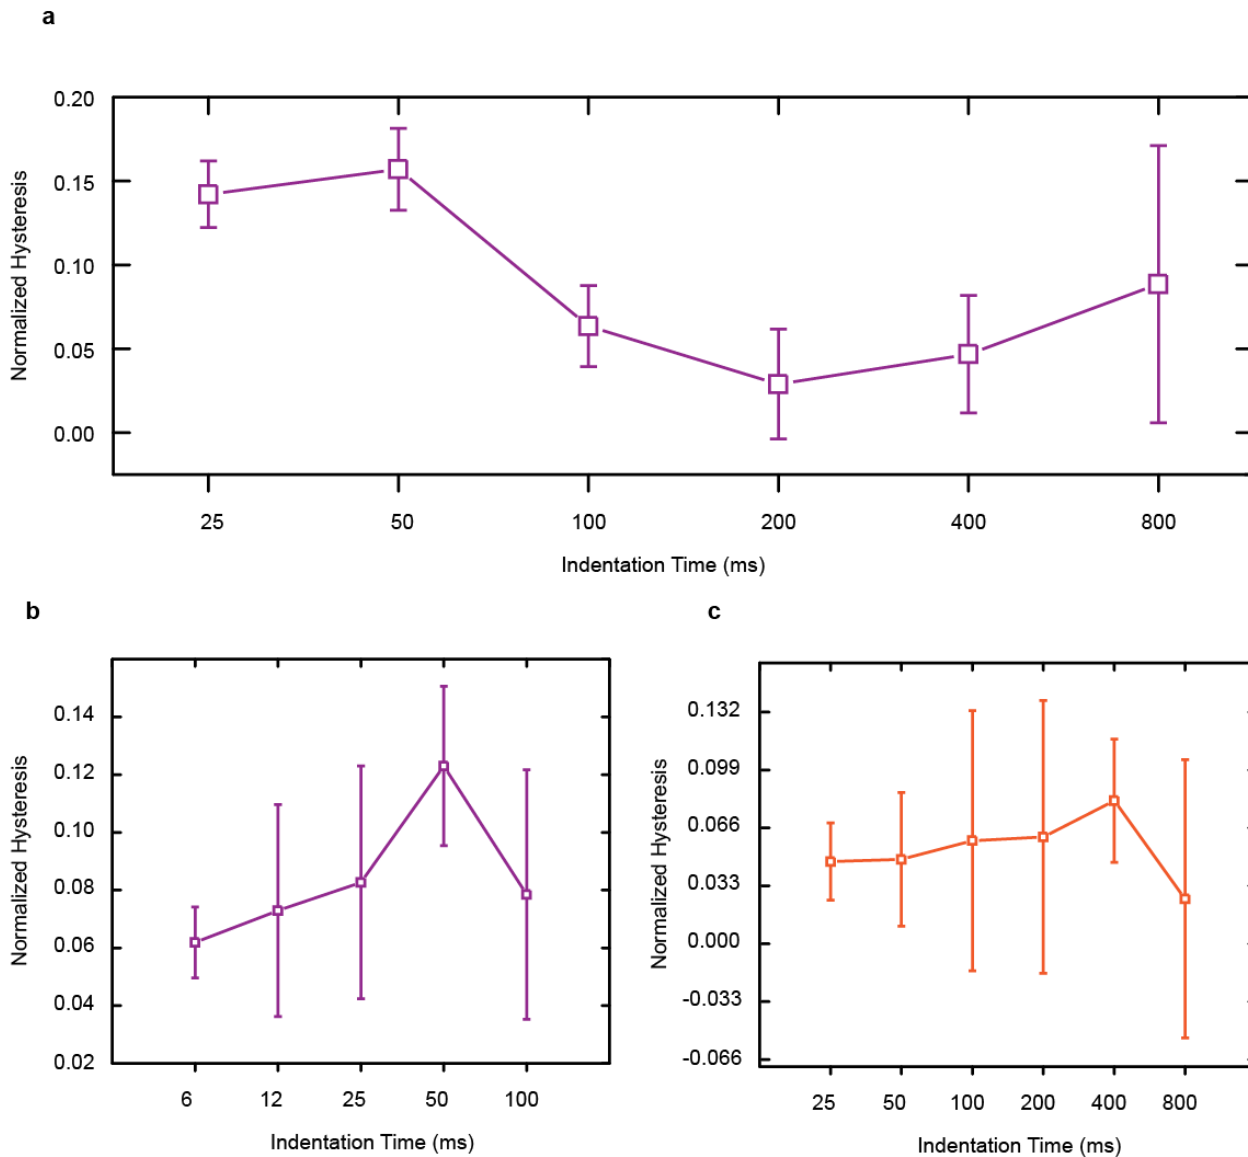 a
0.20
0.15
0.10
0.05
0.00
Normalized Hysteresis
25 50 100 200 400 800
Indentation Time (ms)
b
0.14
0.12
0.10
0.08
0.06
0.04
0.02
Normalized Hysteresis
6 12 25 50 100
Indentation Time (ms)
c
0.132
0.099
0.066
0.033
0.000
-0.033
-0.066
Normalized Hysteresis
25 50 100 200 400 800
Indentation Time (ms)